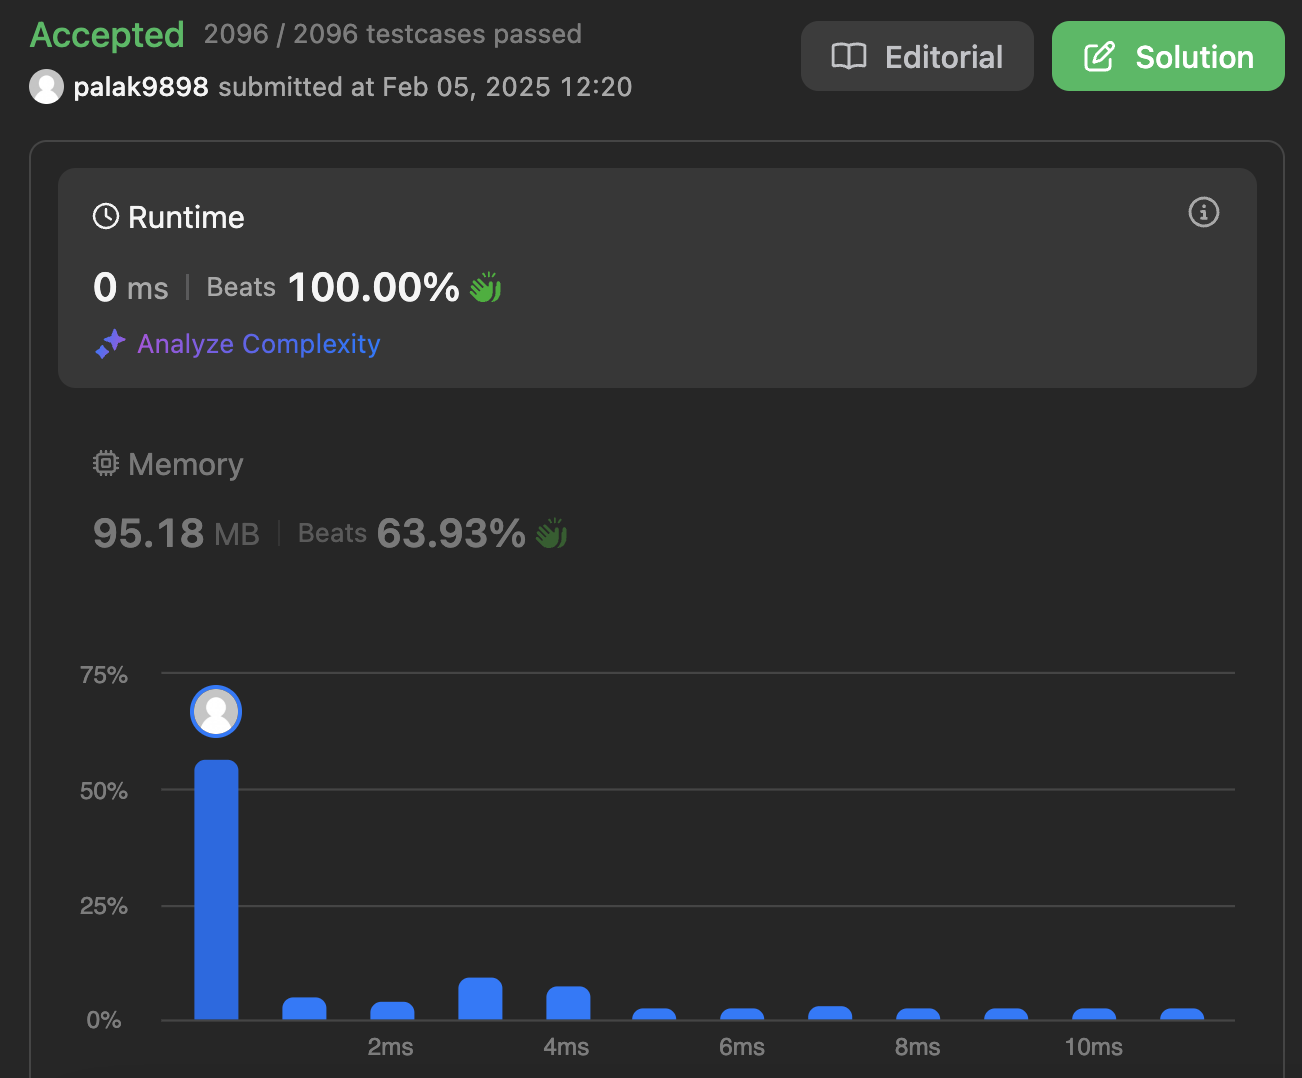 Accepted 2096 / 2096 testcases passed
palak9898 submitted at Feb 05, 2025 12:20
Editorial
Solution
Runtime
0 ms | Beats 100.00%
Analyze Complexity
Memory
95.18 MB | Beats 63.93%
75%
50%
25%
0%
2ms 4ms 6ms 8ms 10ms